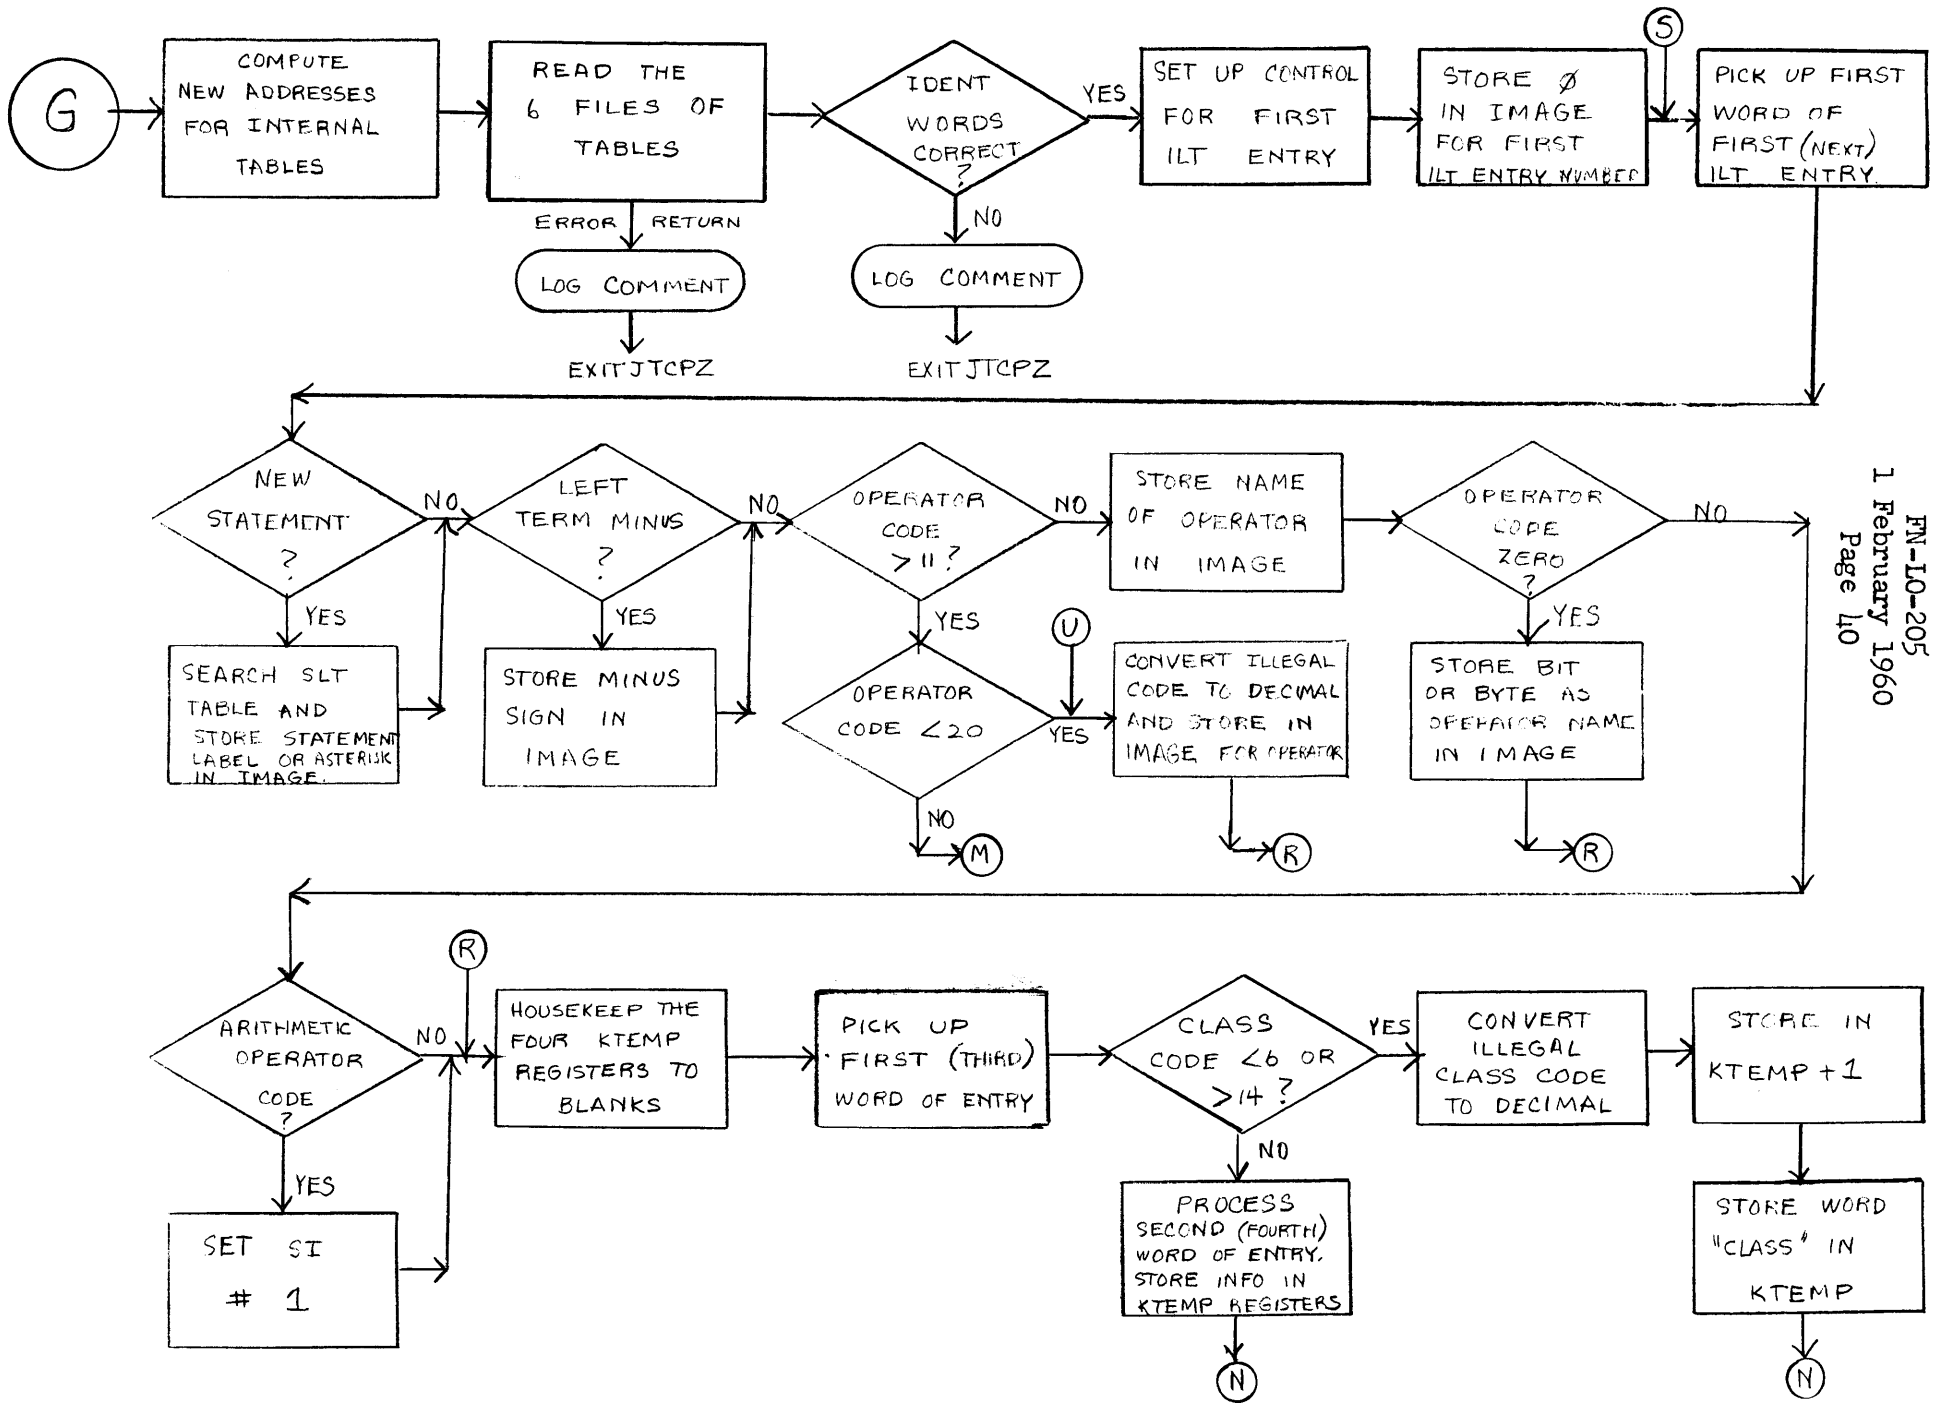 G
COMPUTE
NEW ADDRESSES
FOR INTERNAL
TABLES
READ THE
6 FILES OF
TABLES
ERROR RETURN
LOG COMMENT
EXIT JTCPZ
IDENT
WORDS
CORRECT
?
YES
NO
LOG COMMENT
EXIT JTCPZ
SET UP CONTROL
FOR FIRST
ILT ENTRY
STORE Ø
IN IMAGE
FOR FIRST
ILT ENTRY NUMBER
S
PICK UP FIRST
WORD OF
FIRST (NEXT)
ILT ENTRY.
NEW
STATEMENT
?
NO
YES
SEARCH SLT
TABLE AND
STORE STATEMENT
LABEL OR ASTERISK
IN IMAGE.
LEFT
TERM MINUS
?
NO
YES
STORE MINUS
SIGN IN
IMAGE
OPERATOR
CODE
> 11 ?
NO
YES
OPERATOR
CODE < 20
YES
NO
M
U
STORE NAME
OF OPERATOR
IN IMAGE
CONVERT ILLEGAL
CODE TO DECIMAL
AND STORE IN
IMAGE FOR OPERATOR
R
OPERATOR
CODE
ZERO
?
NO
YES
STORE BIT
OR BYTE AS
OPERATOR NAME
IN IMAGE
R
FN-LO-205
1 February 1960
Page 40
ARITHMETIC
OPERATOR
CODE
?
NO
YES
SET SI
# 1
R
HOUSEKEEP THE
FOUR KTEMP
REGISTERS TO
BLANKS
PICK UP
FIRST (THIRD)
WORD OF ENTRY
CLASS
CODE < 6 OR
> 14 ?
YES
NO
PROCESS
SECOND (FOURTH)
WORD OF ENTRY.
STORE INFO IN
KTEMP REGISTERS
N
CONVERT
ILLEGAL
CLASS CODE
TO DECIMAL
STORE IN
KTEMP + 1
STORE WORD
"CLASS" IN
KTEMP
N